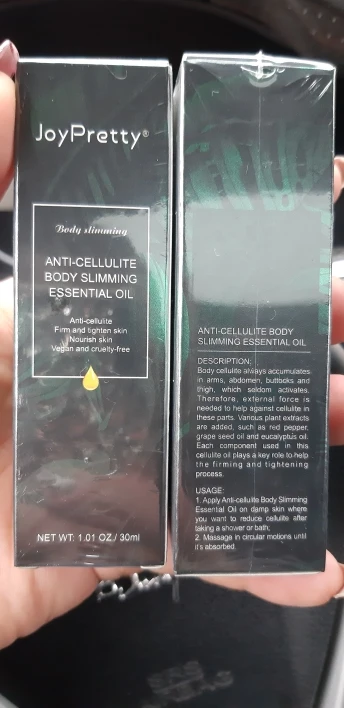 JoyPretty®
Body slimming
ANTI-CELLULITE
BODY SLIMMING
ESSENTIAL OIL
Anti-cellulite
Firm and tighten skin
Nourish skin
Vegan and cruelty-free
NET WT: 1.01 OZ / 30ml
ANTI-CELLULITE BODY
SLIMMING ESSENTIAL OIL
DESCRIPTION:
Body cellulite always accumulates
in arms, abdomen, buttocks and
thigh, which seldom activates.
Therefore, external force is
needed to help against cellulite in
these parts. Various plant extracts
are added, such as red pepper,
grape seed oil and eucalyptus oil.
Each component used in this
cellulite oil plays a key role to help
the firming and tightening
process.
USAGE:
1. Apply Anti-cellulite Body Slimming
Essential Oil on damp skin where
you want to reduce cellulite after
taking a shower or bath;
2. Massage in circular motions until
it's absorbed.